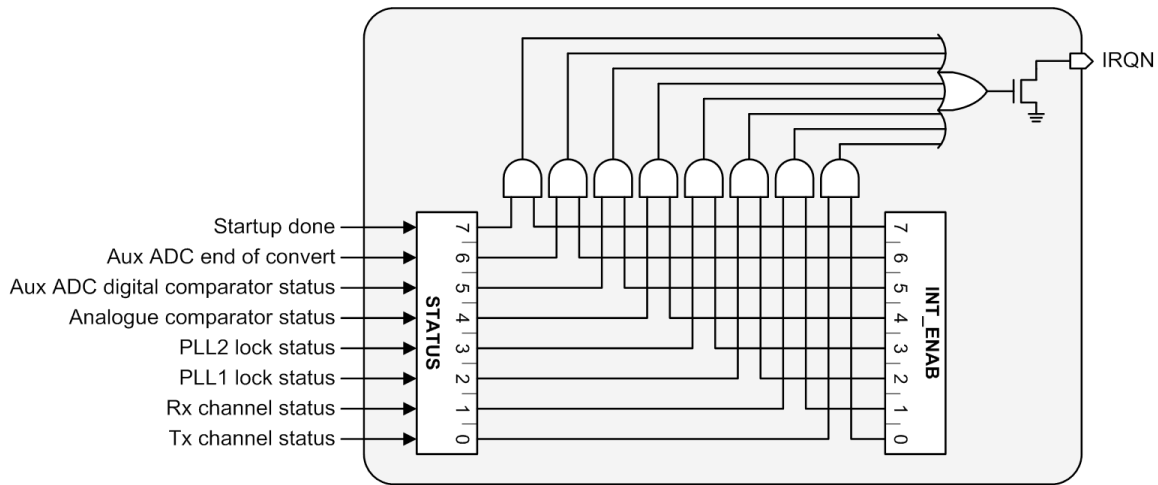 IRQN
Startup done
Aux ADC end of convert
Aux ADC digital comparator status
Analogue comparator status
PLL2 lock status
PLL1 lock status
Rx channel status
Tx channel status
STATUS
7
6
5
4
3
2
1
0
INT_ENAB
7
6
5
4
3
2
1
0